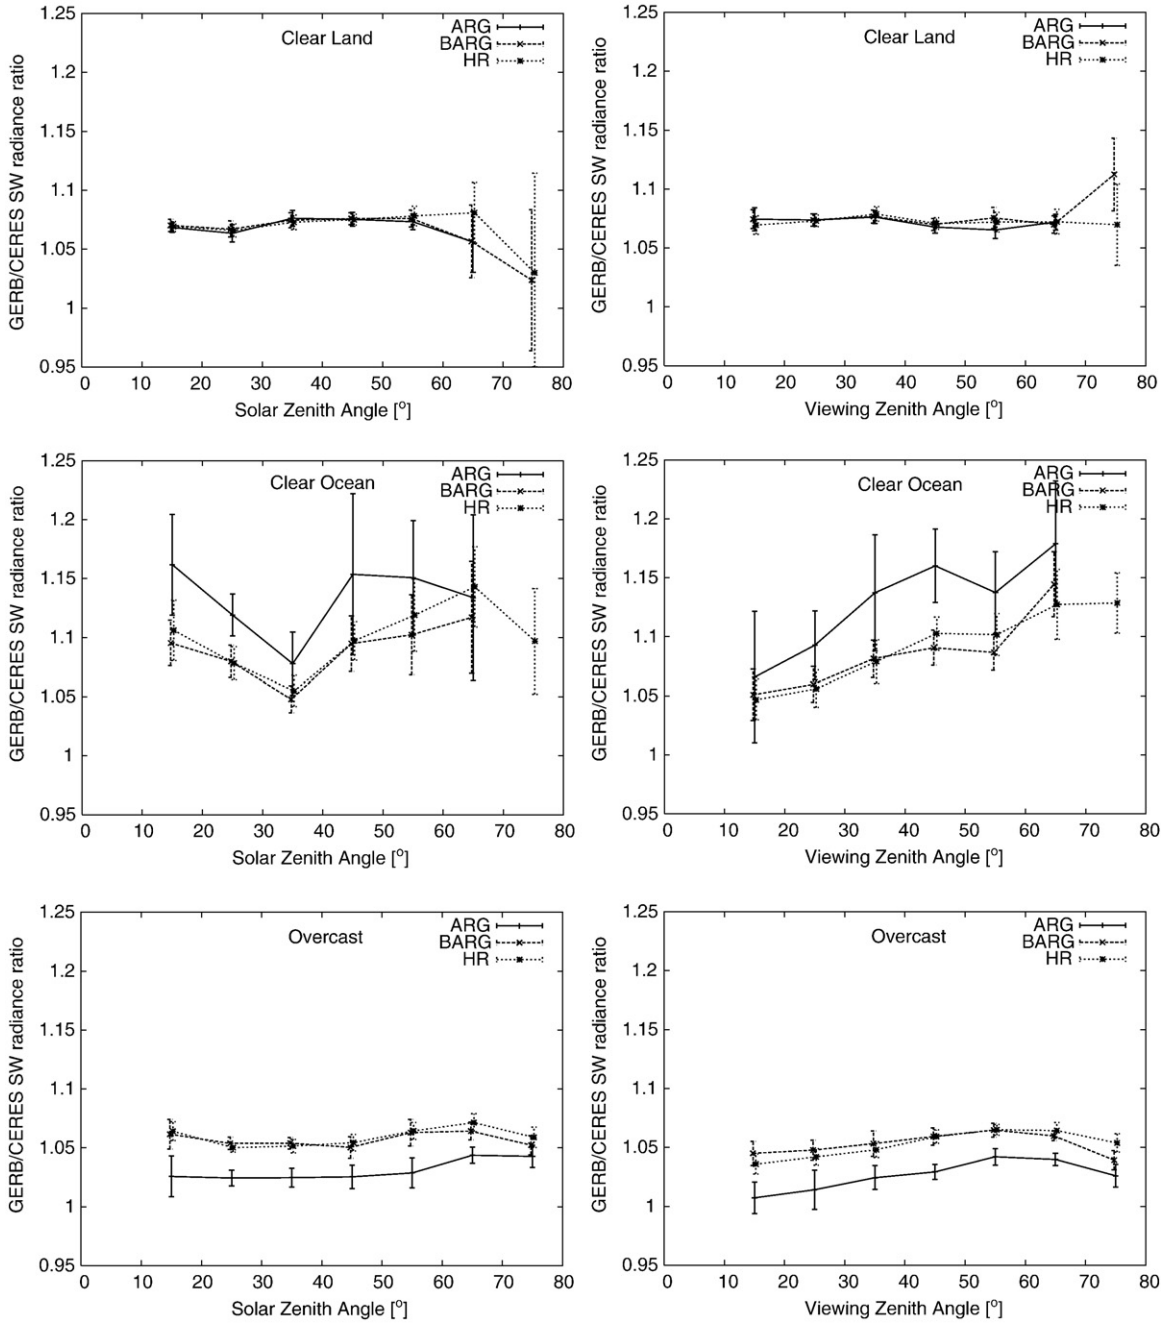 Clear Land
ARG
BARG
HR
GERB/CERES SW radiance ratio
1.25
1.2
1.15
1.1
1.05
1
0.95
0 10 20 30 40 50 60 70 80
Solar Zenith Angle [o]
Clear Land
ARG
BARG
HR
GERB/CERES SW radiance ratio
1.25
1.2
1.15
1.1
1.05
1
0.95
0 10 20 30 40 50 60 70 80
Viewing Zenith Angle [o]
Clear Ocean
ARG
BARG
HR
GERB/CERES SW radiance ratio
1.25
1.2
1.15
1.1
1.05
1
0.95
0 10 20 30 40 50 60 70 80
Solar Zenith Angle [o]
Clear Ocean
ARG
BARG
HR
GERB/CERES SW radiance ratio
1.25
1.2
1.15
1.1
1.05
1
0.95
0 10 20 30 40 50 60 70 80
Viewing Zenith Angle [o]
Overcast
ARG
BARG
HR
GERB/CERES SW radiance ratio
1.25
1.2
1.15
1.1
1.05
1
0.95
0 10 20 30 40 50 60 70 80
Solar Zenith Angle [o]
Overcast
ARG
BARG
HR
GERB/CERES SW radiance ratio
1.25
1.2
1.15
1.1
1.05
1
0.95
0 10 20 30 40 50 60 70 80
Viewing Zenith Angle [o]